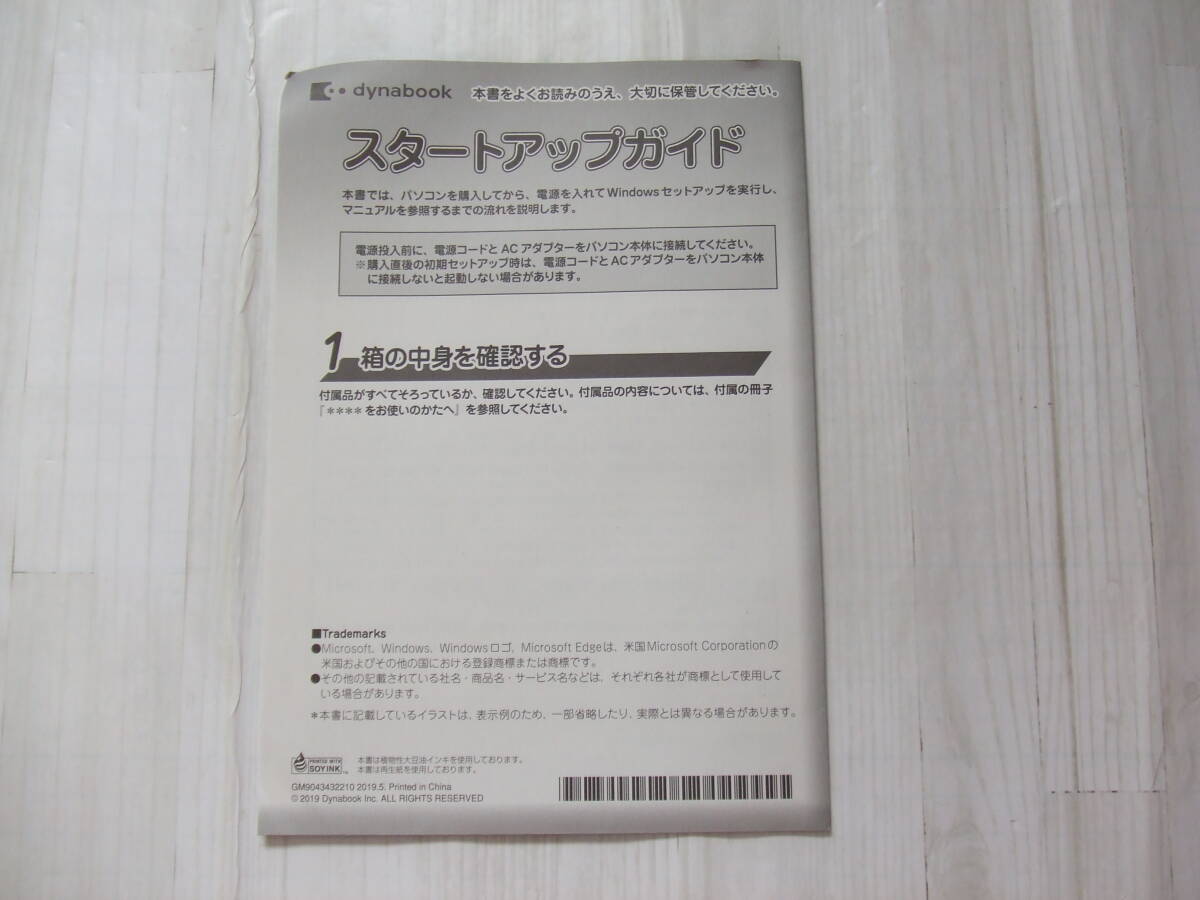 dynabook 本書をよくお読みのうえ、大切に保管してください。
スタートアップガイド
本書では、パソコンを購入してから、電源を入れてWindowsセットアップを実行し、
マニュアルを参照するまでの流れを説明します。
電源投入前に、電源コードとACアダプターをパソコン本体に接続してください。
※購入直後の初期セットアップ時は、電源コードとACアダプターをパソコン本体
に接続しないと起動しない場合があります。
1 箱の中身を確認する
付属品がすべてそろっているか、確認してください。付属品の内容については、付属の冊子
『****をお使いのかたへ』を参照してください。
■Trademarks
●Microsoft、Windows、Windowsロゴ、Microsoft Edgeは、米国Microsoft Corporationの
米国およびその他の国における登録商標または商標です。
●その他の記載されている社名・商品名・サービス名などは、それぞれ各社が商標として使用して
いる場合があります。
*本書に記載しているイラストは、表示例のため、一部省略したり、実際とは異なる場合があります。
PRINTED WITH
SOY INK™
本書は植物性大豆油インキを使用しております。
本書は再生紙を使用しております。
GM9043432210 2019.5. Printed in China
© 2019 Dynabook Inc. ALL RIGHTS RESERVED